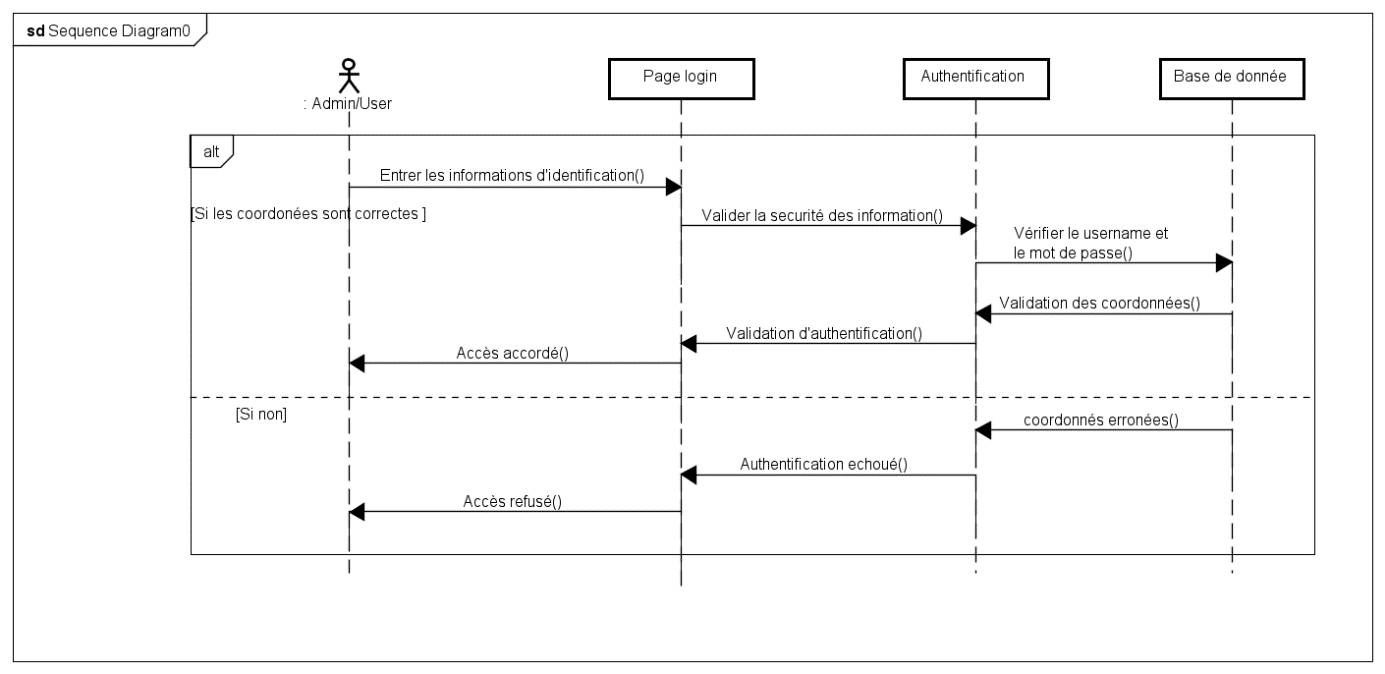 sd Sequence Diagram0
: Admin/User
Page login
Authentification
Base de donnée
alt
Entrer les informations d'identification()
[Si les coordonées sont correctes ]
Valider la securité des information()
Vérifier le username et
le mot de passe()
Validation des coordonnées()
Validation d'authentification()
Accès accordé()
[Si non]
coordonnés erronées()
Authentification echoué()
Accès refusé()